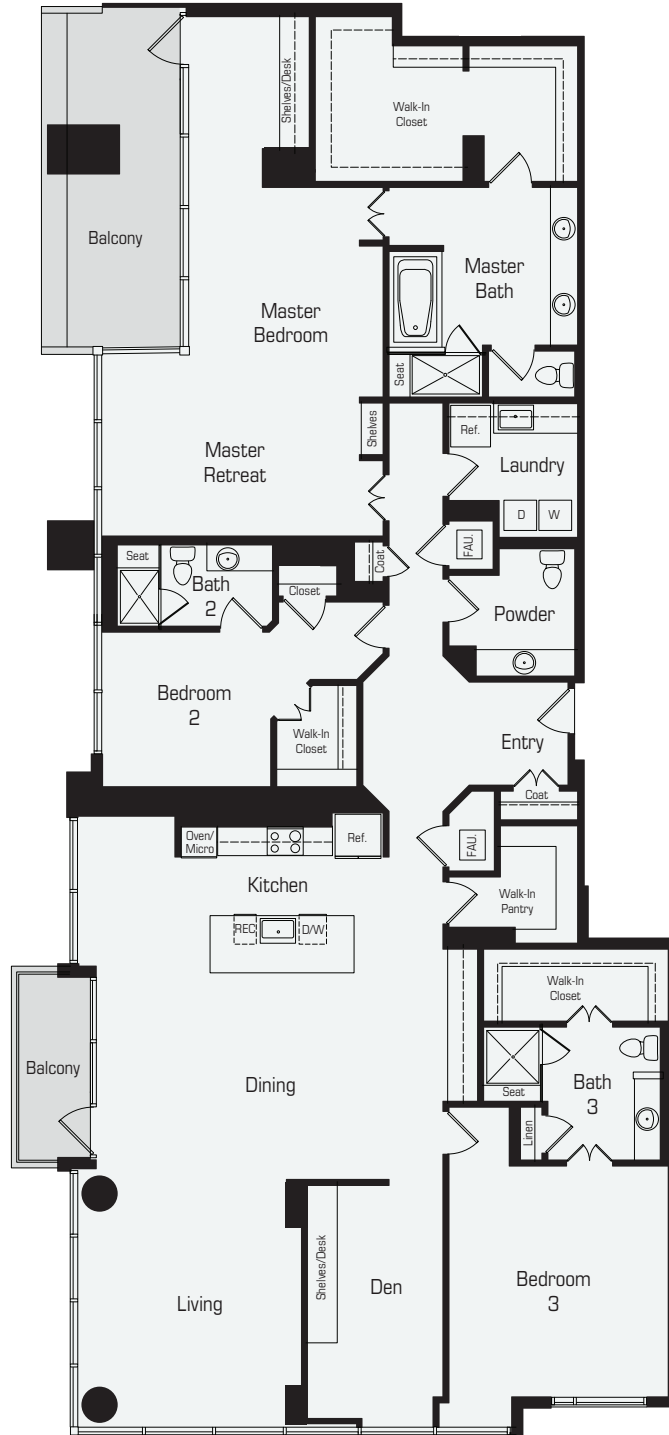 Shelves/Desk
Walk-In
Closet
Balcony
Master
Bath
Master
Bedroom
Seat
Shelves
Master
Retreat
Ref.
Laundry
D
W
FAU.
Coat
Seat
Bath
2
Closet
Powder
Bedroom
2
Walk-In
Closet
Entry
Coat
Oven/
Micro
Ref.
FAU.
Kitchen
Walk-In
Pantry
REC
D/W
Walk-In
Closet
Balcony
Dining
Seat
Bath
3
Linen
Shelves/Desk
Living
Den
Bedroom
3